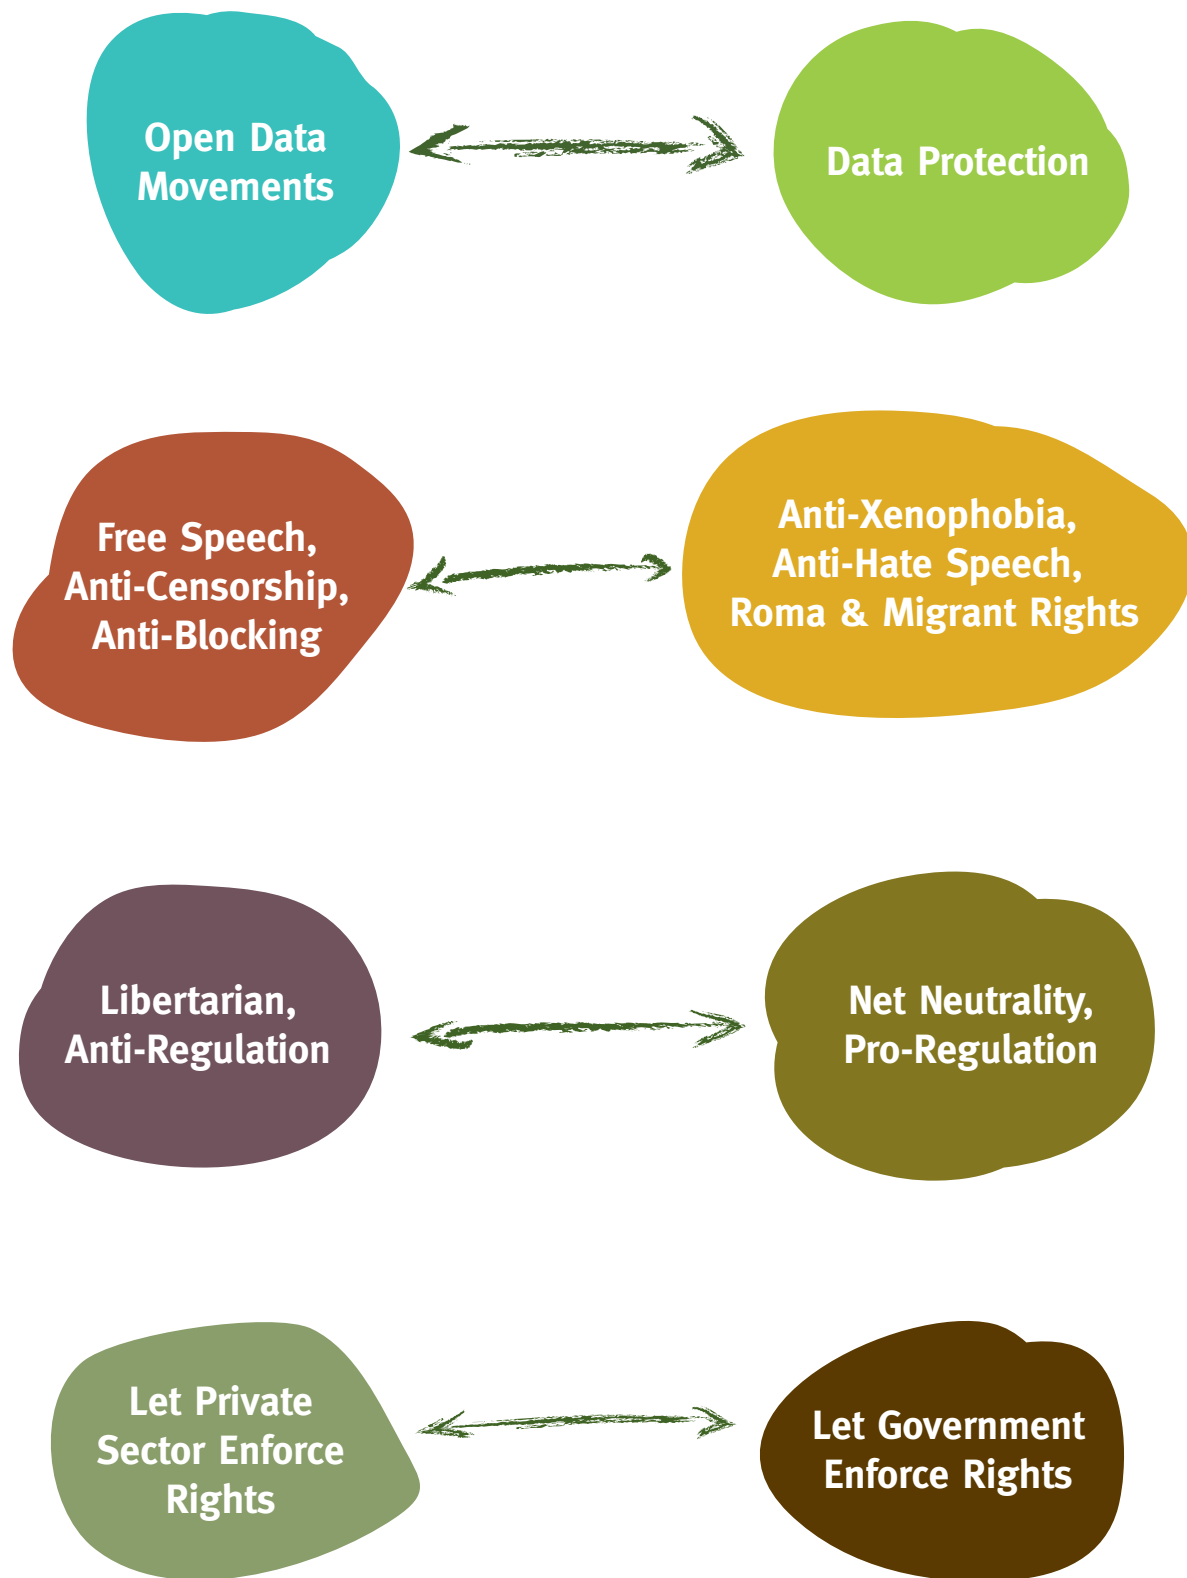 Open Data
Movements
Data Protection
Free Speech,
Anti-Censorship,
Anti-Blocking
Anti-Xenophobia,
Anti-Hate Speech,
Roma & Migrant Rights
Libertarian,
Anti-Regulation
Net Neutrality,
Pro-Regulation
Let Private
Sector Enforce
Rights
Let Government
Enforce Rights